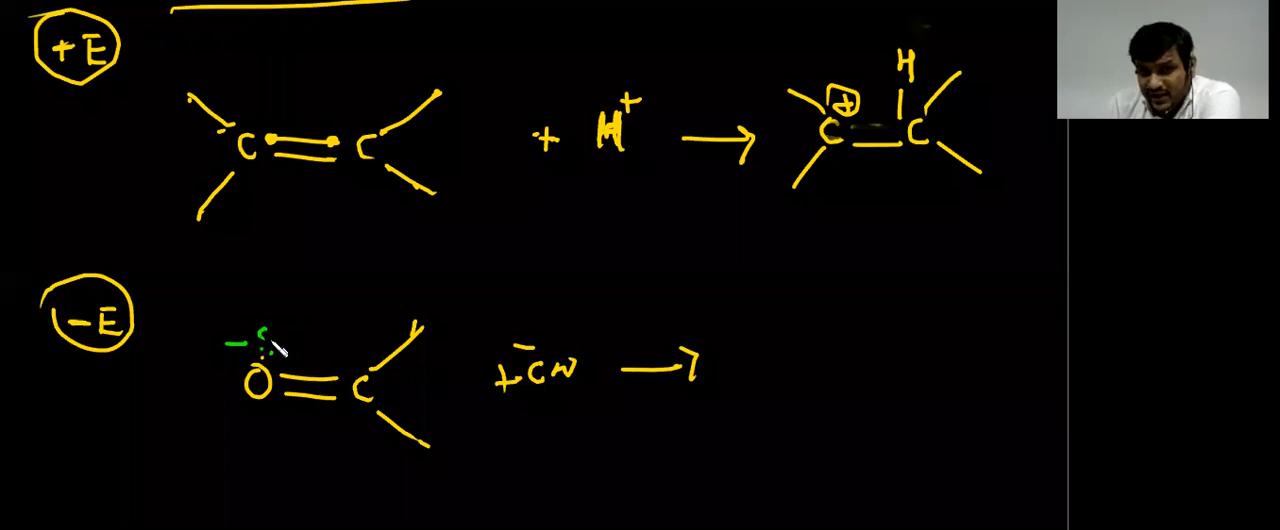 +E
C = C + H⁺ → C⊕ – C H
-E
O = C + ⁻CN →